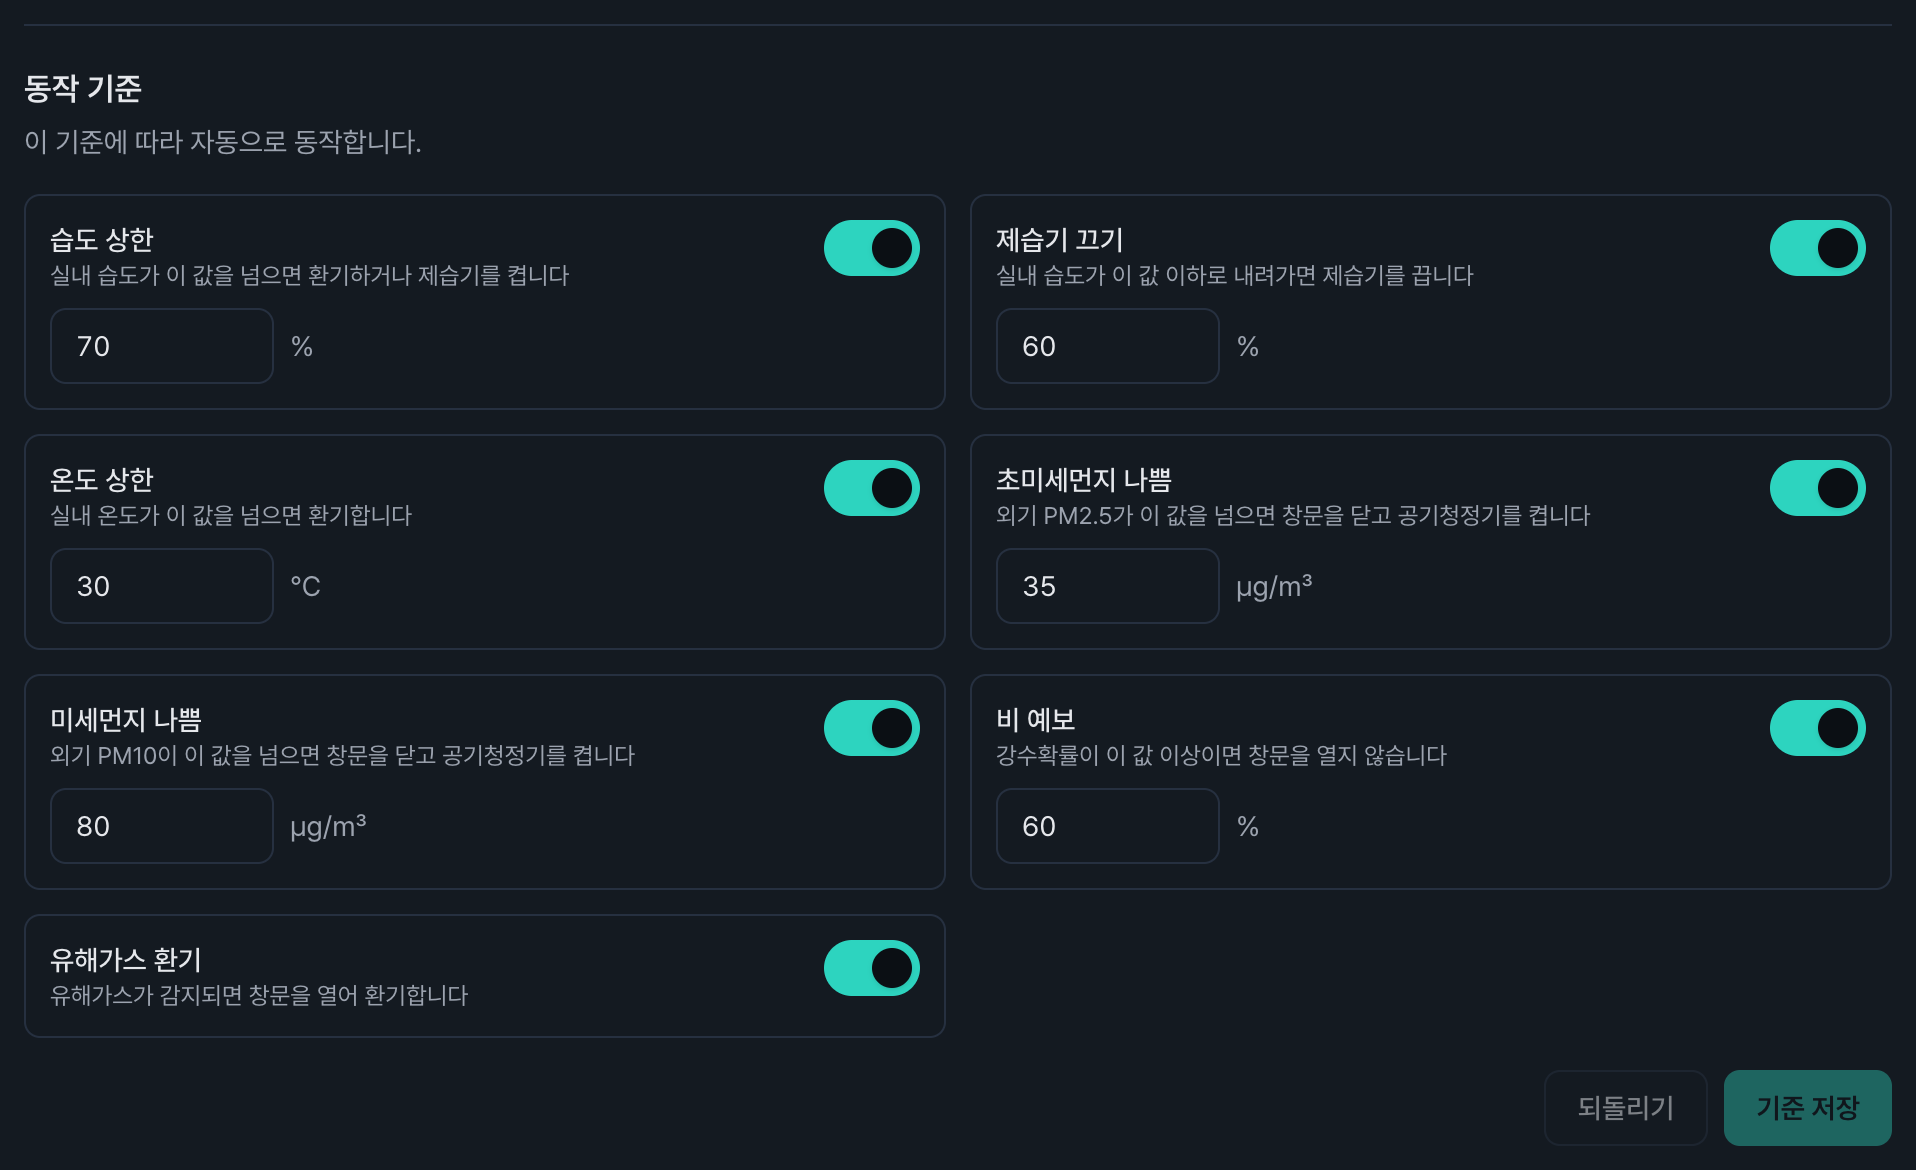 동작 기준
이 기준에 따라 자동으로 동작합니다.
습도 상한
실내 습도가 이 값을 넘으면 환기하거나 제습기를 켭니다
70 %
제습기 끄기
실내 습도가 이 값 이하로 내려가면 제습기를 끕니다
60 %
온도 상한
실내 온도가 이 값을 넘으면 환기합니다
30 °C
초미세먼지 나쁨
외기 PM2.5가 이 값을 넘으면 창문을 닫고 공기청정기를 켭니다
35 µg/m³
미세먼지 나쁨
외기 PM10이 이 값을 넘으면 창문을 닫고 공기청정기를 켭니다
80 µg/m³
비 예보
강수확률이 이 값 이상이면 창문을 열지 않습니다
60 %
유해가스 환기
유해가스가 감지되면 창문을 열어 환기합니다
되돌리기
기준 저장